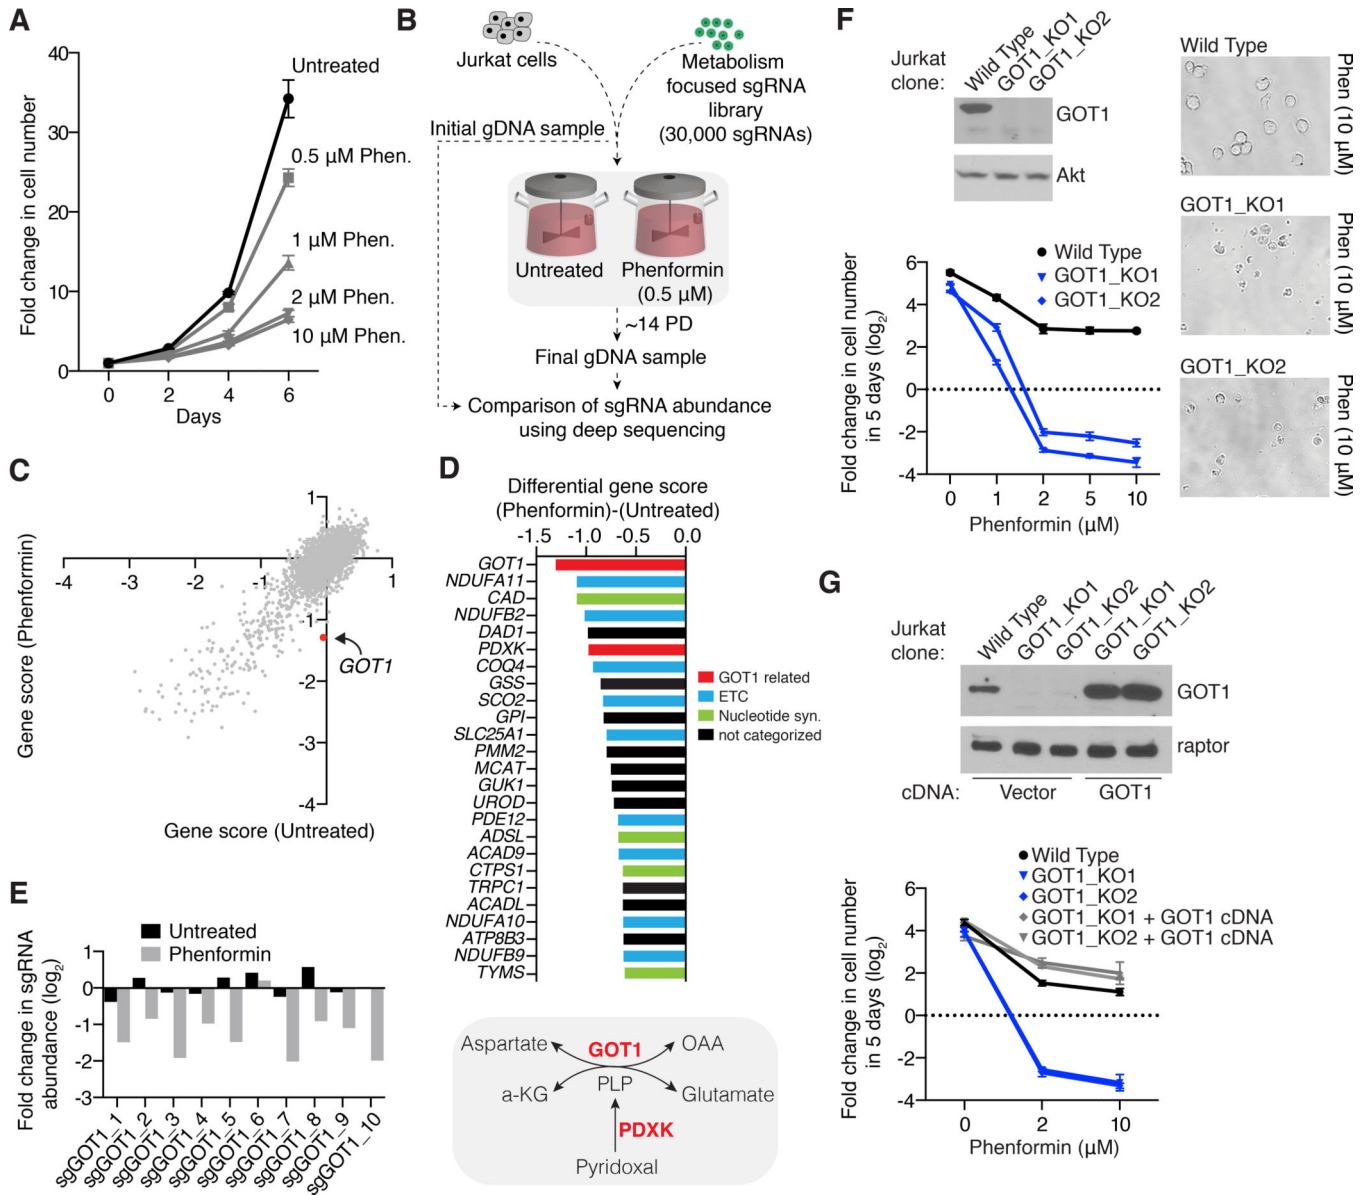 A
Fold change in cell number
40
30
20
10
0
0
2
4
6
Days
Untreated
0.5 µM Phen.
1 µM Phen.
2 µM Phen.
10 µM Phen.
B
Jurkat cells
Metabolism
focused sgRNA
library
(30,000 sgRNAs)
Initial gDNA sample
Untreated
Phenformin
(0.5 µM)
~14 PD
Final gDNA sample
Comparison of sgRNA abundance
using deep sequencing
C
Gene score (Phenformin)
1
-4
-3
-2
-1
1
-1
-2
-3
-4
GOT1
Gene score (Untreated)
D
Differential gene score
(Phenformin)-(Untreated)
-1.5
-1.0
-0.5
0.0
GOT1
NDUFA11
CAD
NDUFB2
DAD1
PDXK
COQ4
GSS
SCO2
GPI
SLC25A1
PMM2
MCAT
GUK1
UROD
PDE12
ADSL
ACAD9
CTPS1
TRPC1
ACADL
NDUFA10
ATP8B3
NDUFB9
TYMS
GOT1 related
ETC
Nucleotide syn.
not categorized
Aspartate
GOT1
OAA
a-KG
PLP
Glutamate
PDXK
Pyridoxal
E
Untreated
Phenformin
Fold change in sgRNA
abundance (log2)
1
0
-1
-2
-3
sgGOT1_1
sgGOT1_2
sgGOT1_3
sgGOT1_4
sgGOT1_5
sgGOT1_6
sgGOT1_7
sgGOT1_8
sgGOT1_9
sgGOT1_10
F
Jurkat
clone:
Wild Type
GOT1_KO1
GOT1_KO2
GOT1
Akt
Wild Type
Phen (10 µM)
GOT1_KO1
Phen (10 µM)
GOT1_KO2
Phen (10 µM)
Wild Type
GOT1_KO1
GOT1_KO2
Fold change in cell number
in 5 days (log2)
6
4
2
0
-2
-4
0
1
2
5
10
Phenformin (µM)
G
Jurkat
clone:
Wild Type
GOT1_KO1
GOT1_KO2
GOT1_KO1
GOT1_KO2
GOT1
raptor
cDNA:
Vector
GOT1
Wild Type
GOT1_KO1
GOT1_KO2
GOT1_KO1 + GOT1 cDNA
GOT1_KO2 + GOT1 cDNA
Fold change in cell number
in 5 days (log2)
6
4
2
0
-2
-4
0
2
10
Phenformin (µM)